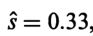 ŝ = 0.33,